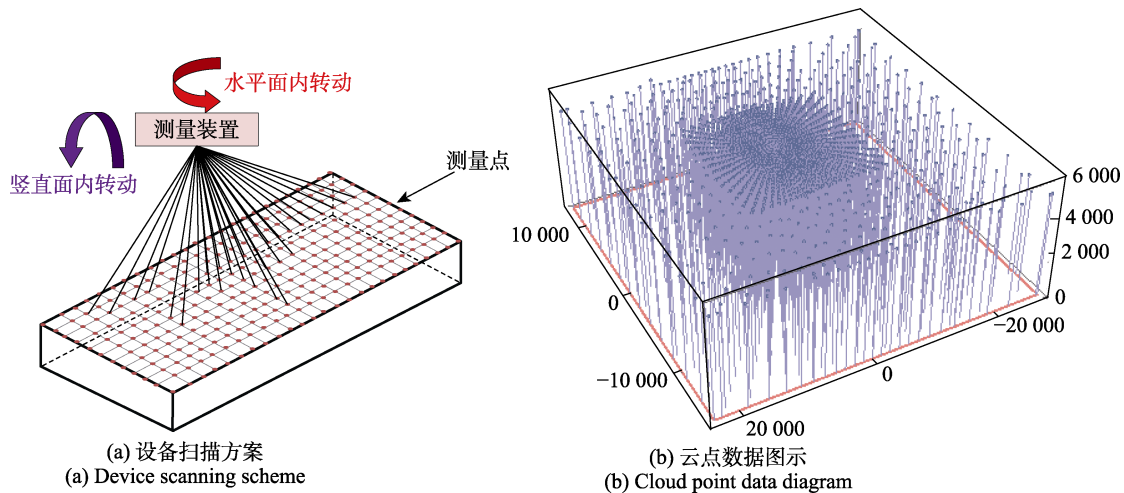 水平面内转动
测量装置
竖直面内转动
测量点
(a) 设备扫描方案
(a) Device scanning scheme
6 000
4 000
2 000
0
10 000
0
−10 000
−20 000
0
20 000
(b) 云点数据图示
(b) Cloud point data diagram